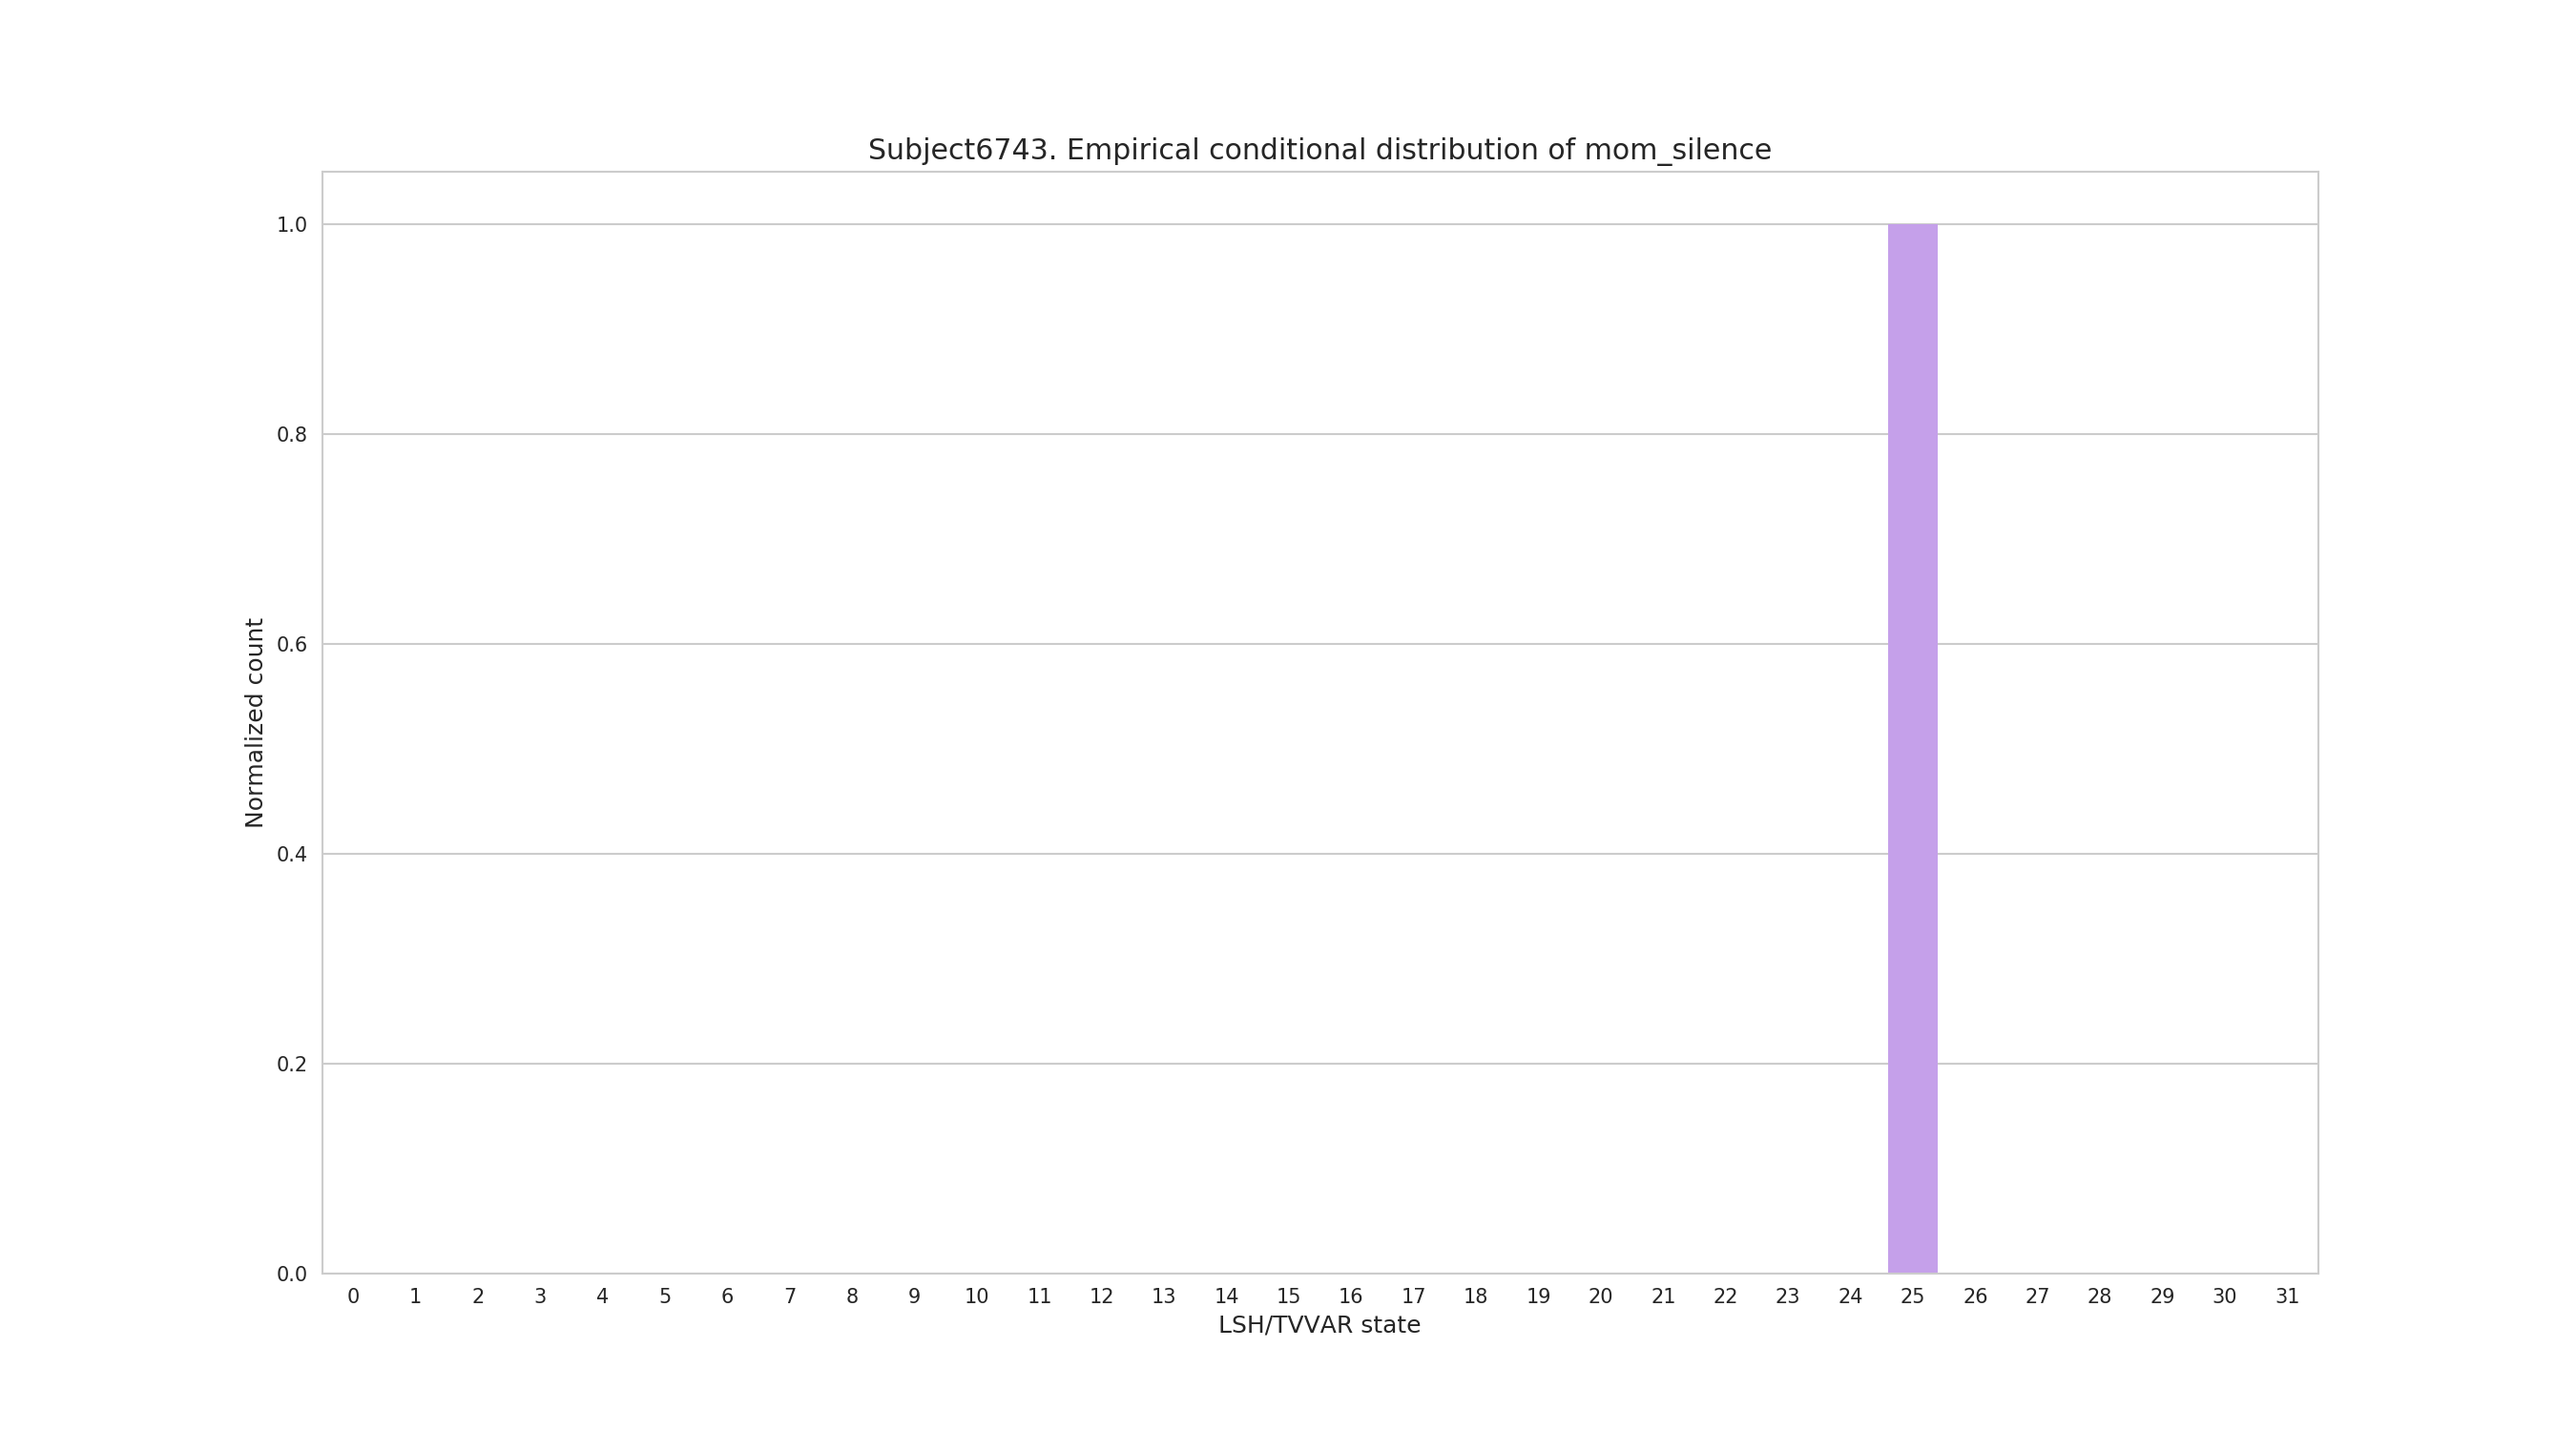 Subject6743. Empirical conditional distribution of mom_silence
1.0
0.8
0.6
0.4
0.2
0.0
Normalized count
0 1 2 3 4 5 6 7 8 9 10 11 12 13 14 15 16 17 18 19 20 21 22 23 24 25 26 27 28 29 30 31
LSH/TVVAR state